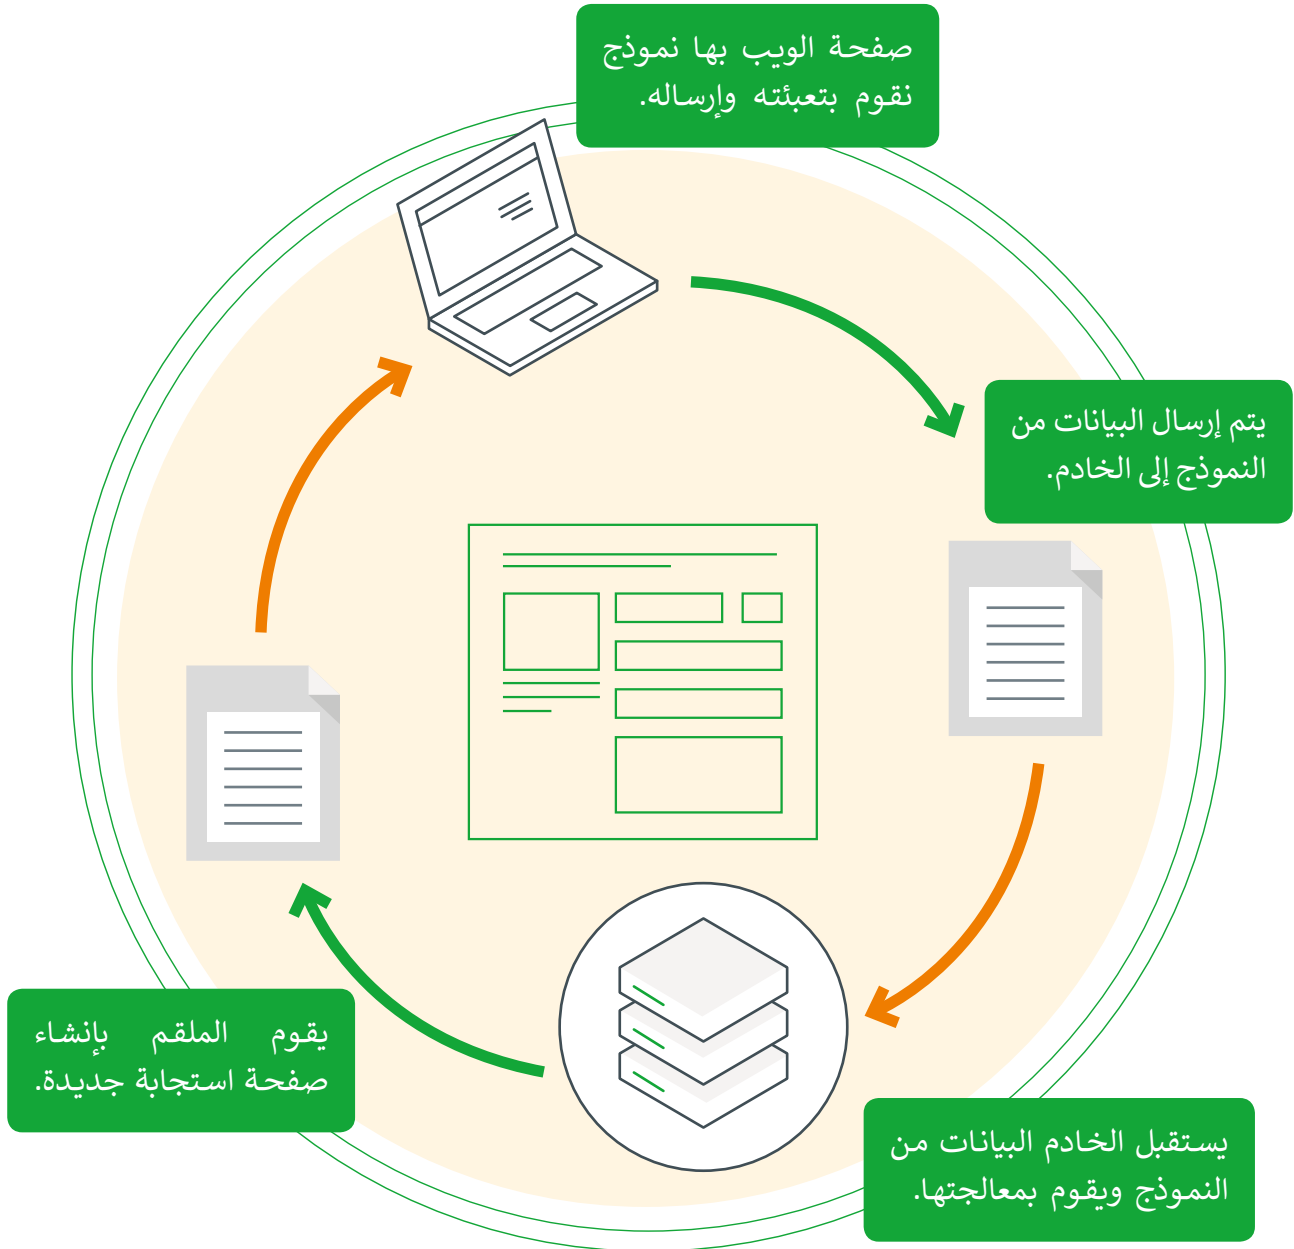 صفحة الويب بها نموذج
نقوم بتعبئته وإرساله.
يتم إرسال البيانات من
النموذج إلى الخادم.
يستقبل الخادم البيانات من
النموذج ويقوم بمعالجتها.
يقوم الملقم بإنشاء
صفحة استجابة جديدة.